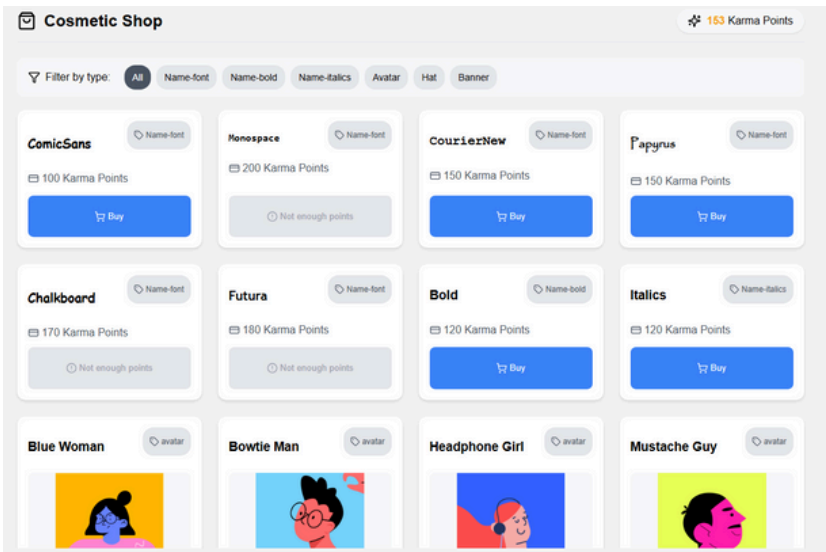 Cosmetic Shop
153 Karma Points
Filter by type:
All
Name-font
Name-bold
Name-italics
Avatar
Hat
Banner
ComicSans
Name-font
100 Karma Points
Buy
Monospace
Name-font
200 Karma Points
Not enough points
CourierNew
Name-font
150 Karma Points
Buy
Papyrus
Name-font
150 Karma Points
Buy
Chalkboard
Name-font
170 Karma Points
Not enough points
Futura
Name-font
180 Karma Points
Not enough points
Bold
Name-bold
120 Karma Points
Buy
Italics
Name-italics
120 Karma Points
Buy
Blue Woman
avatar
Bowtie Man
avatar
Headphone Girl
avatar
Mustache Guy
avatar